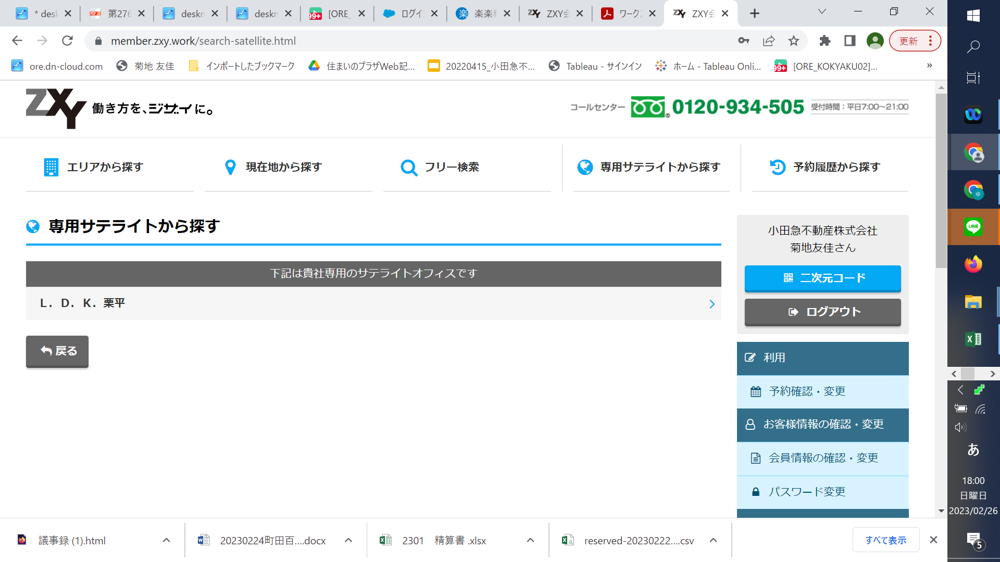 * desk
第276
deskn
deskn
[ORE_
ログイン
楽楽精
ZXY会
ワークス
ZXY会
member.zxy.work/search-satellite.html
更新
ore.dn-cloud.com
菊地 友佳
インポートしたブックマーク
住まいのプラザWeb記...
20220415_小田急不...
Tableau - サインイン
ホーム - Tableau Onli...
[ORE_KOKYAKU02]...
»
ZXY 働き方を、ジザイに。
コールセンター 0120-934-505 受付時間：平日7:00〜21:00
エリアから探す
現在地から探す
フリー検索
専用サテライトから探す
予約履歴から探す
専用サテライトから探す
下記は貴社専用のサテライトオフィスです
Ｌ．Ｄ．Ｋ．栗平
戻る
小田急不動産株式会社
菊地友佳さん
二次元コード
ログアウト
利用
予約確認・変更
お客様情報の確認・変更
会員情報の確認・変更
パスワード変更
LINE
あ
18:00
日曜日
2023/02/26
5
議事録 (1).html
20230224町田百....docx
2301　精算書 .xlsx
reserved-20230222....csv
すべて表示